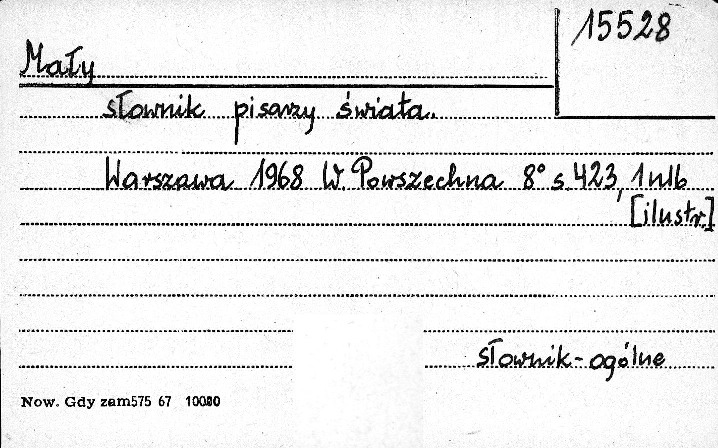 15528
Mały
słownik pisarzy świata.
Warszawa 1968 W. Powszechna 8° s. 423, 1 nlb
[ilustr.]
słownik-ogólne
Now. Gdy zam575 67 10080